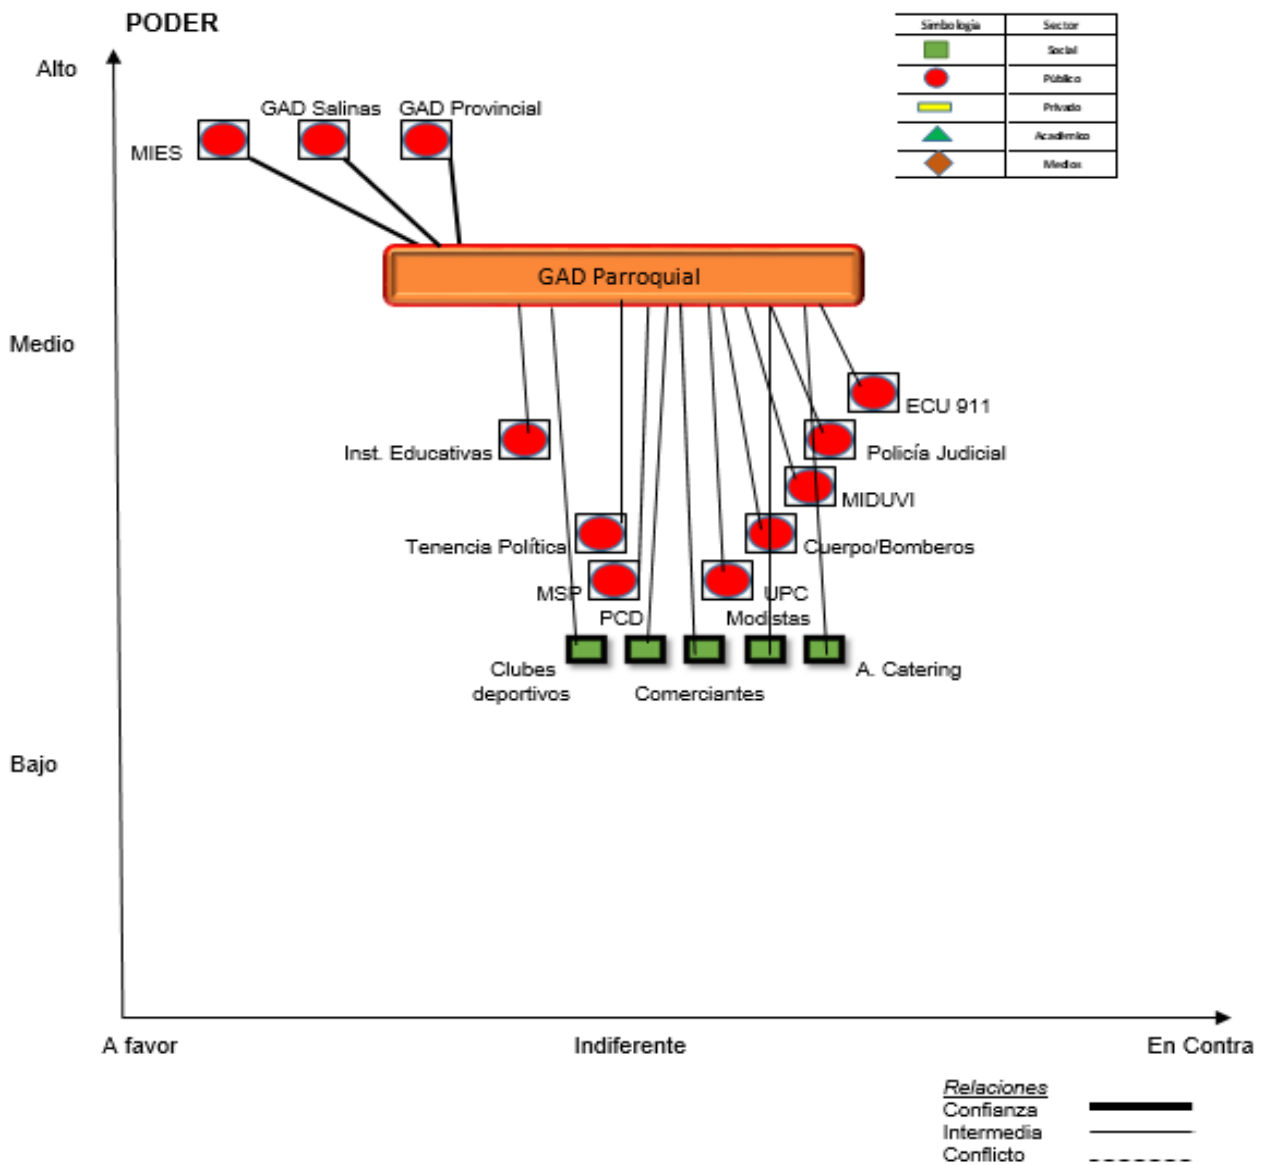 PODER
Simbología Sector
Social
Público
Privado
Académico
Medios
Alto
GAD Salinas GAD Provincial
MIES
GAD Parroquial
Medio
ECU 911
Inst. Educativas
Policía Judicial
MIDUVI
Tenencia Política
Cuerpo/Bomberos
MSP
UPC
PCD
Modistas
Clubes
deportivos
A. Catering
Comerciantes
Bajo
A favor Indiferente En Contra
Relaciones
Confianza
Intermedia
Conflicto